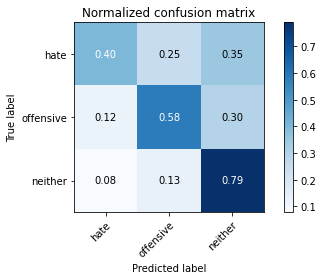 Normalized confusion matrix
True label
hate
0.40 0.25 0.35
offensive
0.12 0.58 0.30
neither
0.08 0.13 0.79
hate
offensive
neither
Predicted label
0.7
0.6
0.5
0.4
0.3
0.2
0.1